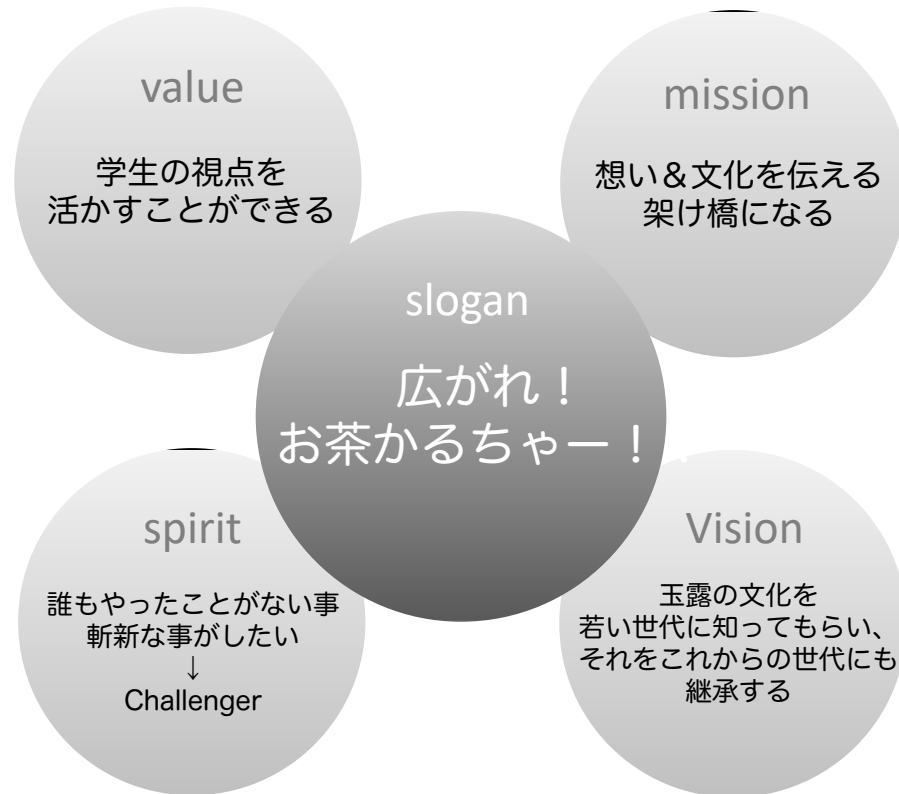 value
学生の視点を
活かすことができる
mission
想い＆文化を伝える
架け橋になる
slogan
広がれ！
お茶かるちゃー！！
spirit
誰もやったことがない事
斬新な事がしたい
↓
Challenger
Vision
玉露の文化を
若い世代に知ってもらい、
それをこれからの世代にも
継承する